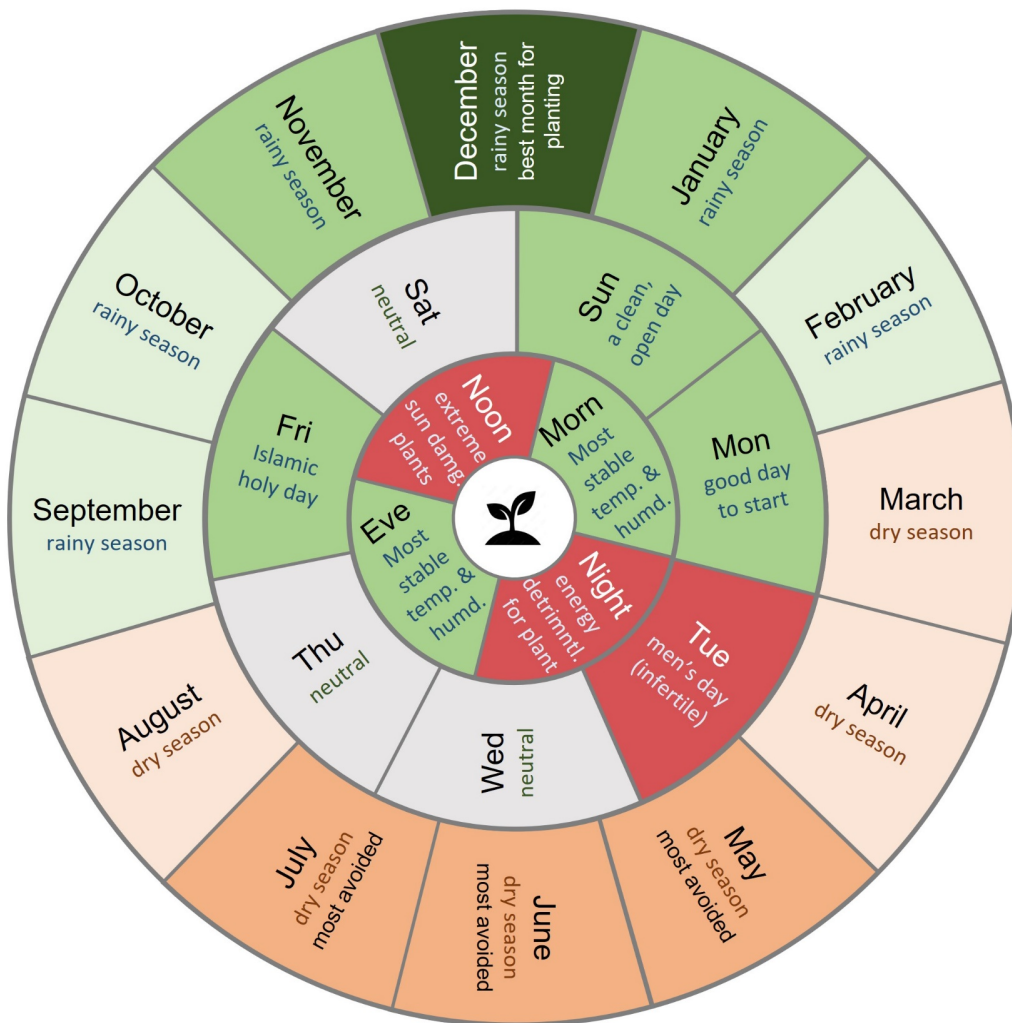 December
rainy season
best month for
planting
January
rainy season
February
rainy season
March
dry season
April
dry season
May
dry season
most avoided
June
dry season
most avoided
July
dry season
most avoided
August
dry season
September
rainy season
October
rainy season
November
rainy season
Sun
a clean,
open day
Mon
good day
to start
Tue
men's day
(infertile)
Wed
neutral
Thu
neutral
Fri
Islamic
holy day
Sat
neutral
Morn
Most
stable
temp. &
humd.
Night
energy
detrimntl.
for plant
Eve
Most
stable
temp. &
humd.
Noon
extreme
sun damg.
plants